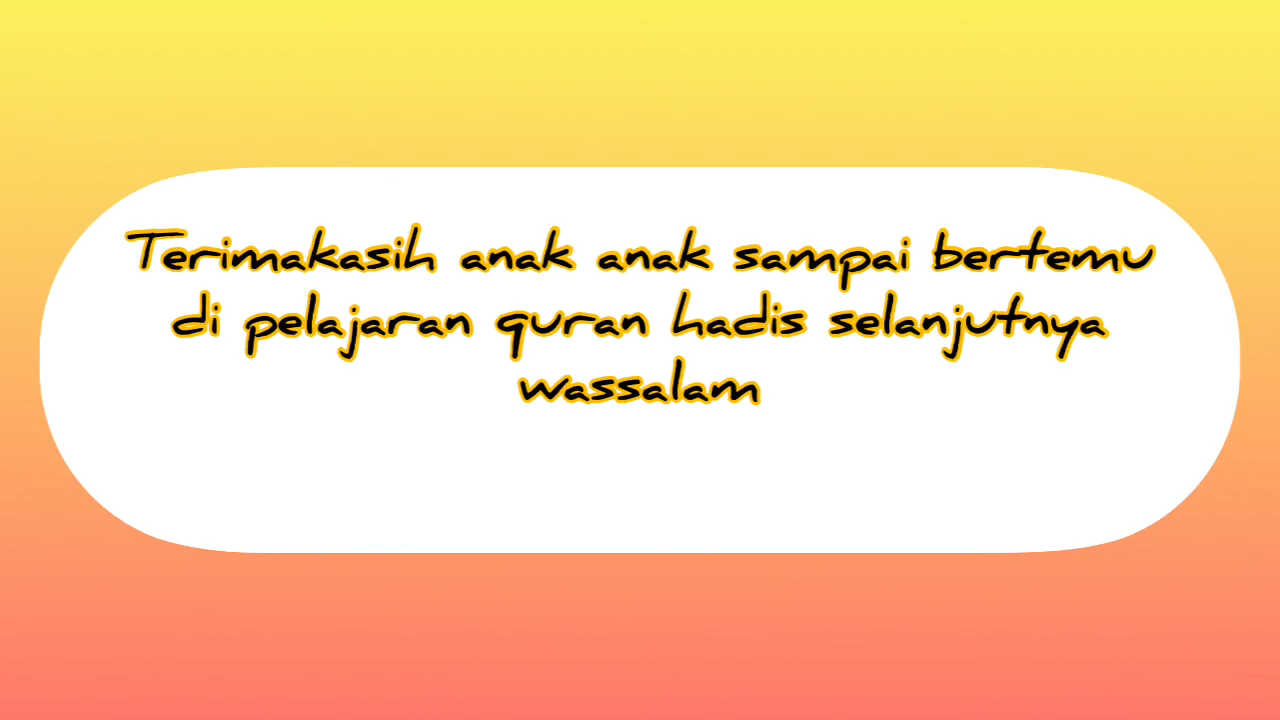 Terimakasih anak anak sampai bertemu
di pelajaran quran hadis selanjutnya
wassalam